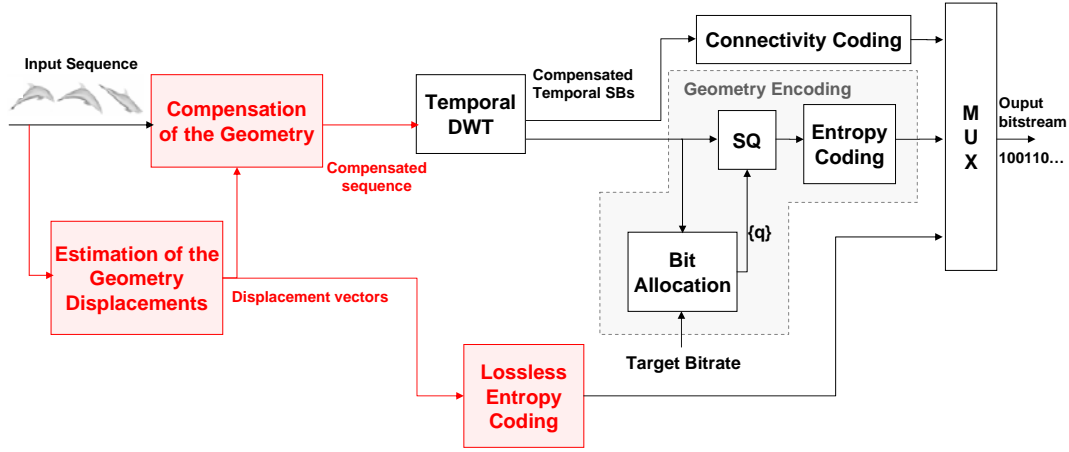 Input Sequence
Compensation
of the Geometry
Compensated
sequence
Estimation of the
Geometry
Displacements
Displacement vectors
Temporal
DWT
Compensated
Temporal SBs
Connectivity Coding
Geometry Encoding
SQ
Entropy
Coding
{q}
Bit
Allocation
Target Bitrate
Lossless
Entropy
Coding
M
U
X
Ouput
bitstream
100110…